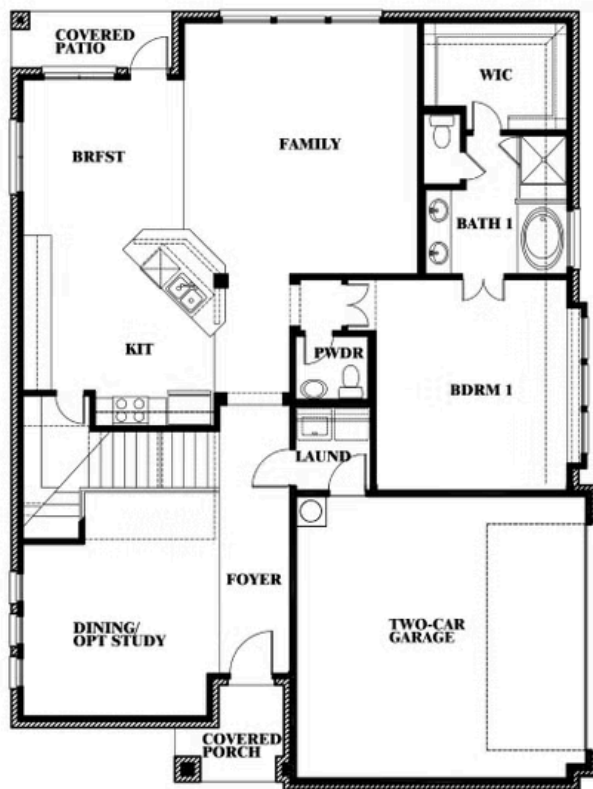 COVERED
PATIO
WIC
BRFST
FAMILY
BATH 1
KIT
PWDR
BDRM 1
LAUND
FOYER
DINING/
OPT STUDY
TWO-CAR
GARAGE
COVERED
PORCH